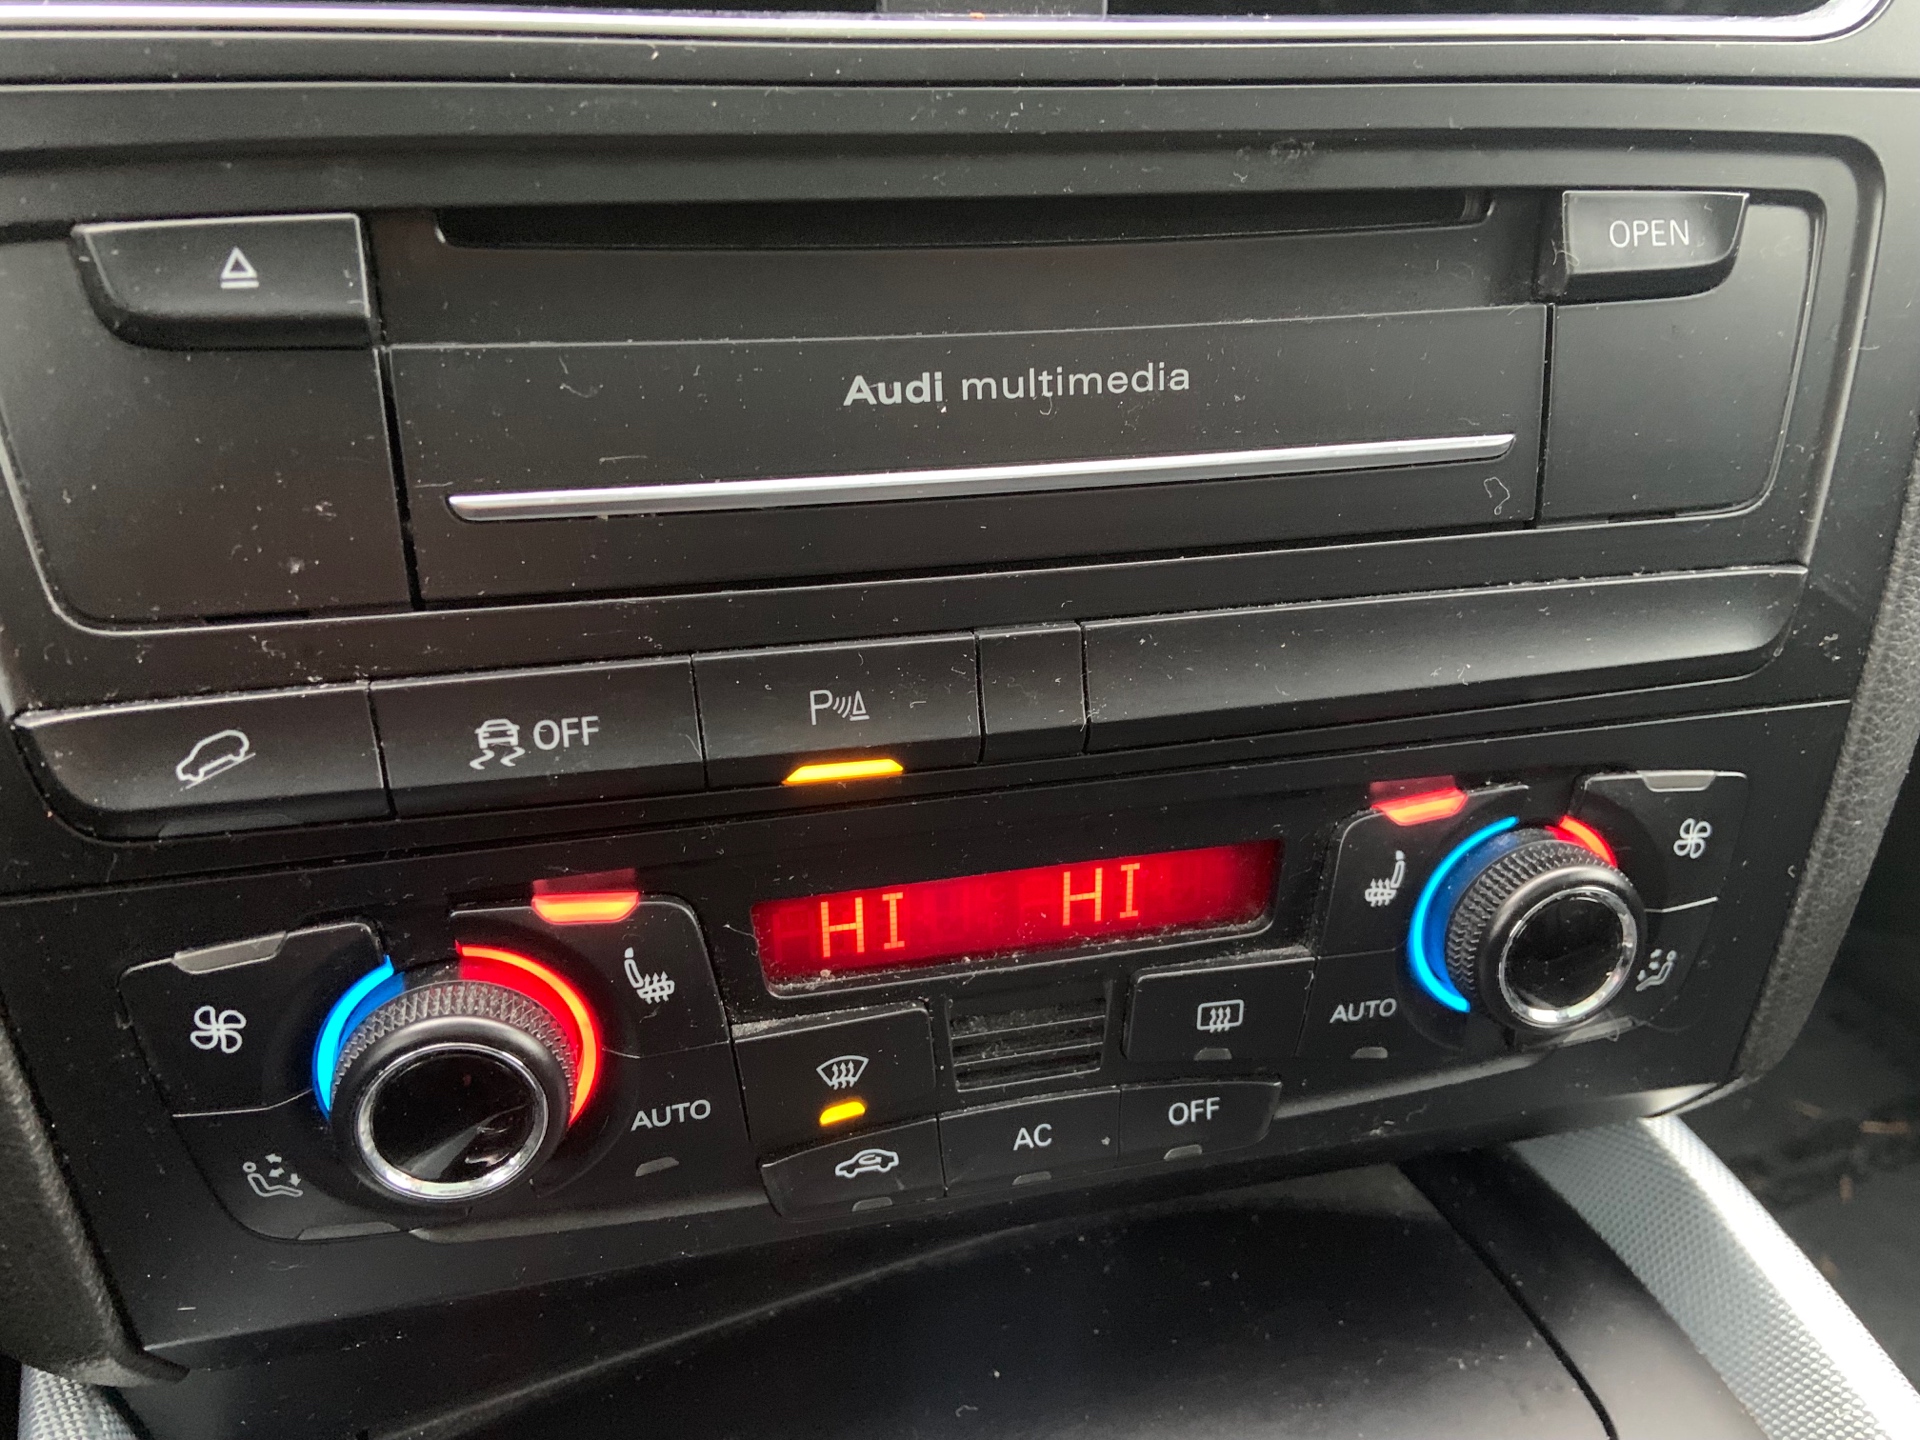 OPEN
Audi multimedia
OFF
P
HI HI
AUTO
AUTO
AC
OFF